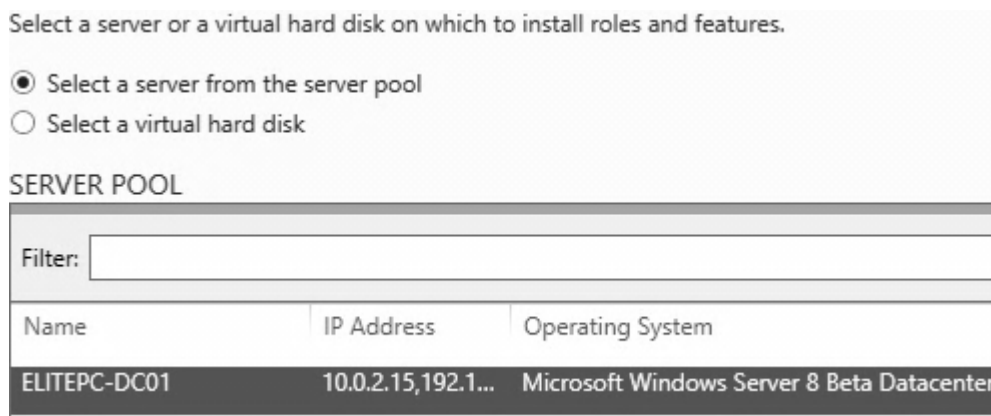 Select a server or a virtual hard disk on which to install roles and features.
Select a server from the server pool
Select a virtual hard disk
SERVER POOL
Filter:
Name IP Address Operating System
ELITEPC-DC01 10.0.2.15,192.1... Microsoft Windows Server 8 Beta Datacenter